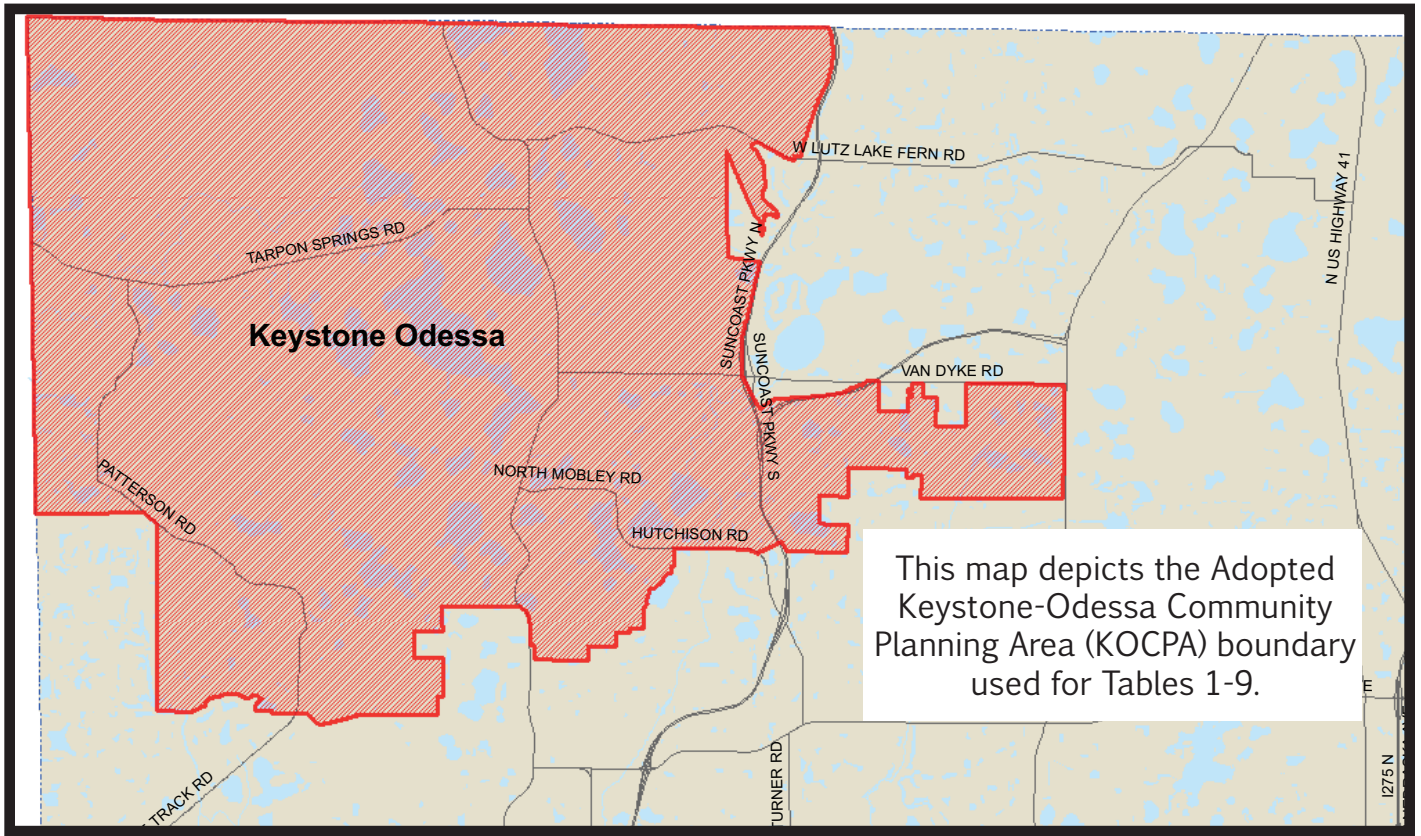 W LUTZ LAKE FERN RD
N US HIGHWAY 41
TARPON SPRINGS RD
SUNCOAST PKWY N
Keystone Odessa
SUNCOAST PKWY S
VAN DYKE RD
PATTERSON RD
NORTH MOBLEY RD
HUTCHISON RD
This map depicts the Adopted
Keystone-Odessa Community
Planning Area (KOCPA) boundary
used for Tables 1-9.
E
TRACK RD
TURNER RD
I275 N